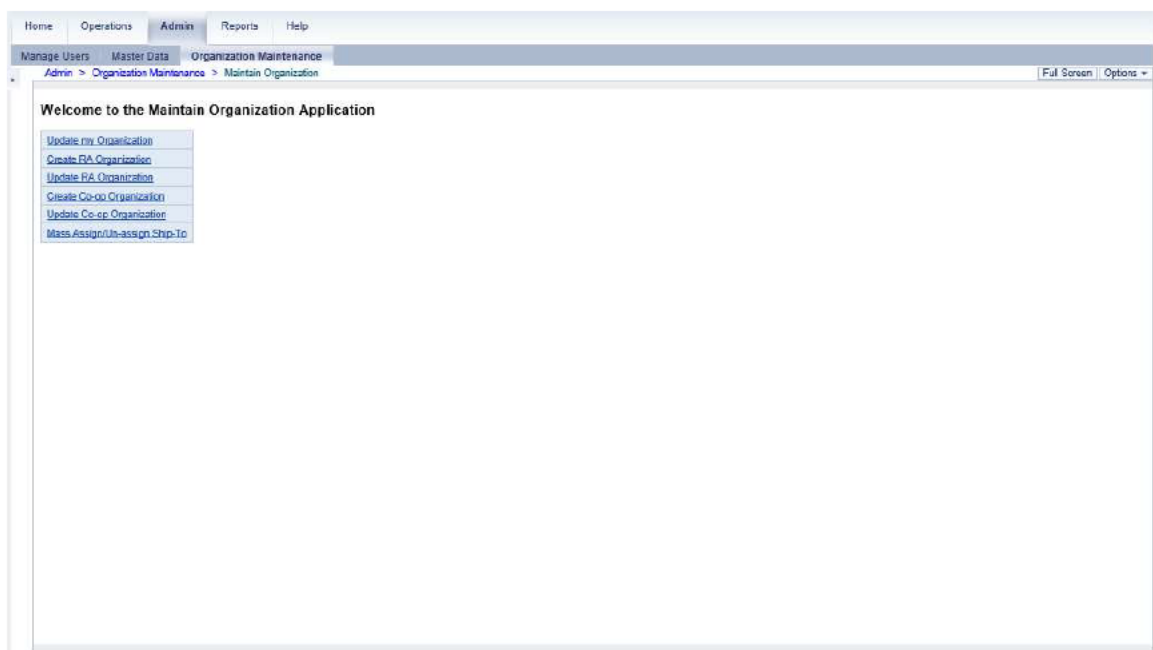 Home Operations Admin Reports Help
Manage Users Master Data Organization Maintenance
Admin > Organization Maintenance > Maintain Organization Full Screen Options
Welcome to the Maintain Organization Application
Update my Organization
Create RA Organization
Update RA Organization
Create Co-op Organization
Update Co-op Organization
Mass Assign/Un-assign Ship-To